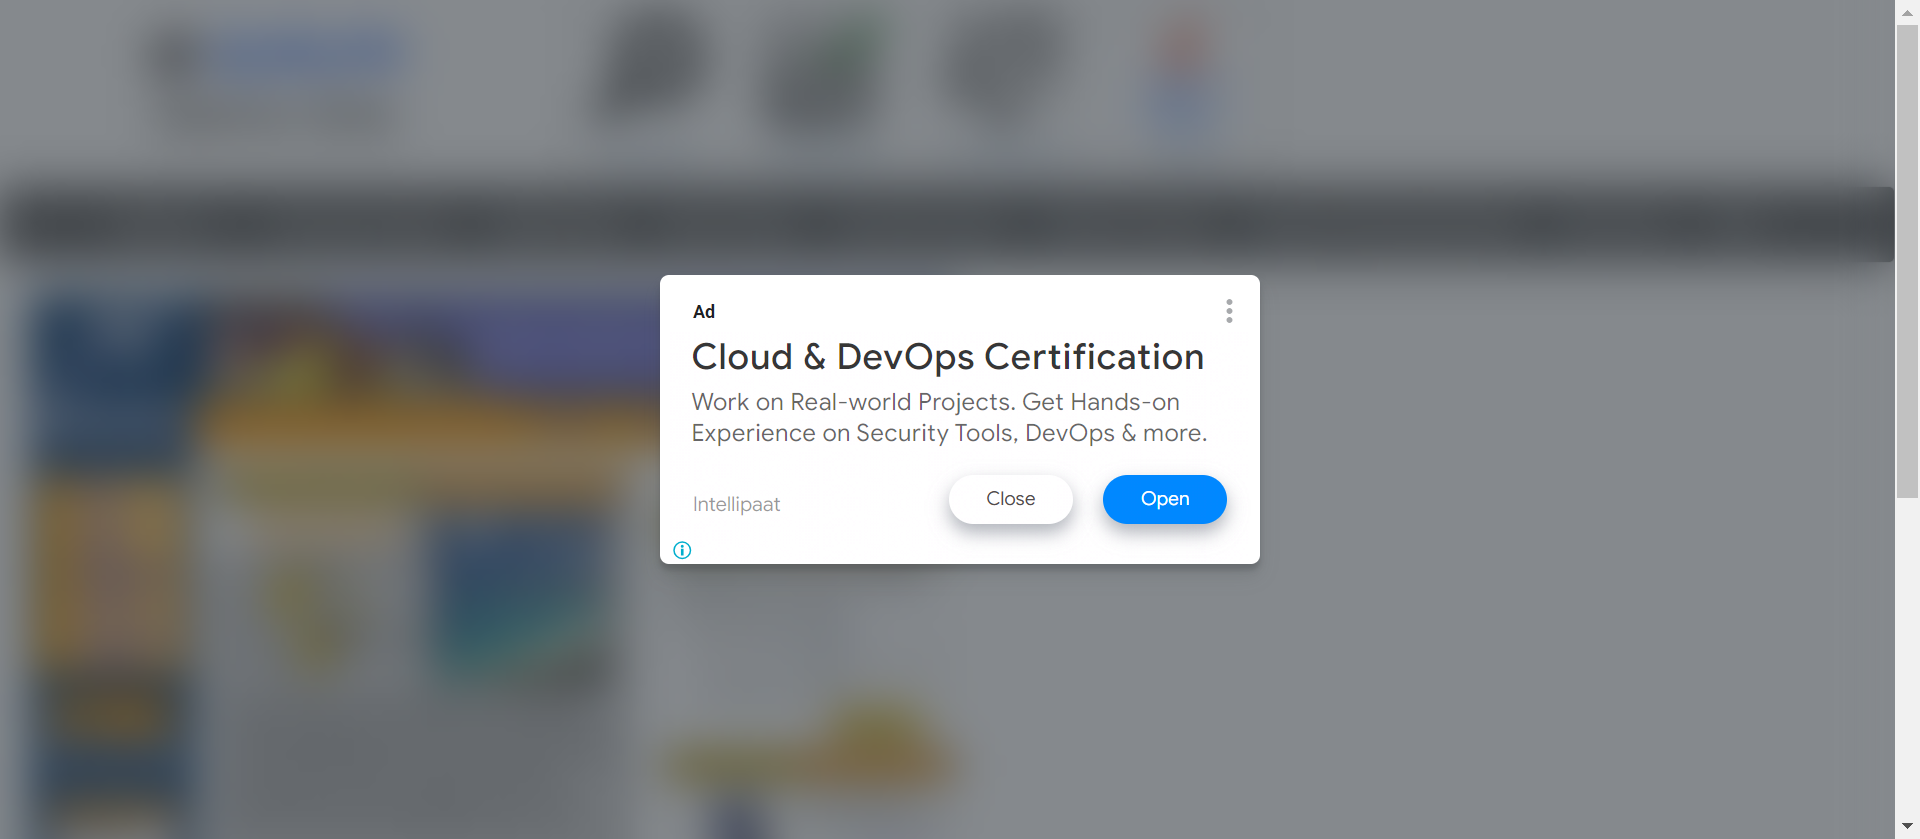 Ad
Cloud & DevOps Certification
Work on Real-world Projects. Get Hands-on
Experience on Security Tools, DevOps & more.
Intellipaat
Close
Open